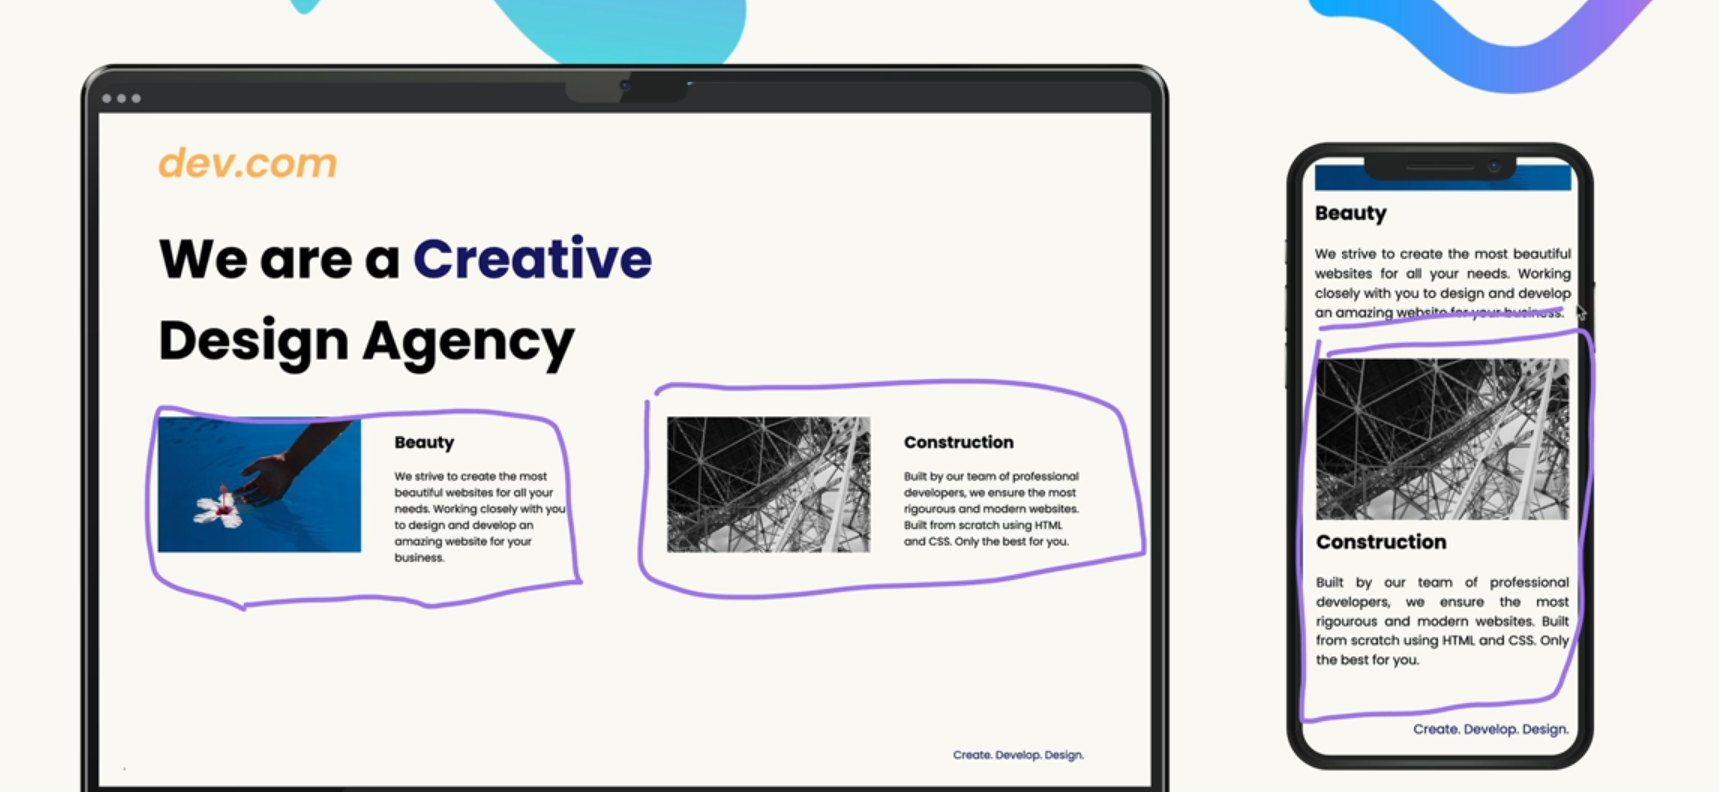 dev.com
We are a Creative
Design Agency
Beauty
We strive to create the most
beautiful websites for all your
needs. Working closely with you
to design and develop an
amazing website for your
business.
Construction
Built by our team of professional
developers, we ensure the most
rigourous and modern websites.
Built from scratch using HTML
and CSS. Only the best for you.
Create. Develop. Design.
Beauty
We strive to create the most beautiful
websites for all your needs. Working
closely with you to design and develop
an amazing website for your business.
Construction
Built by our team of professional
developers, we ensure the most
rigourous and modern websites. Built
from scratch using HTML and CSS. Only
the best for you.
Create. Develop. Design.